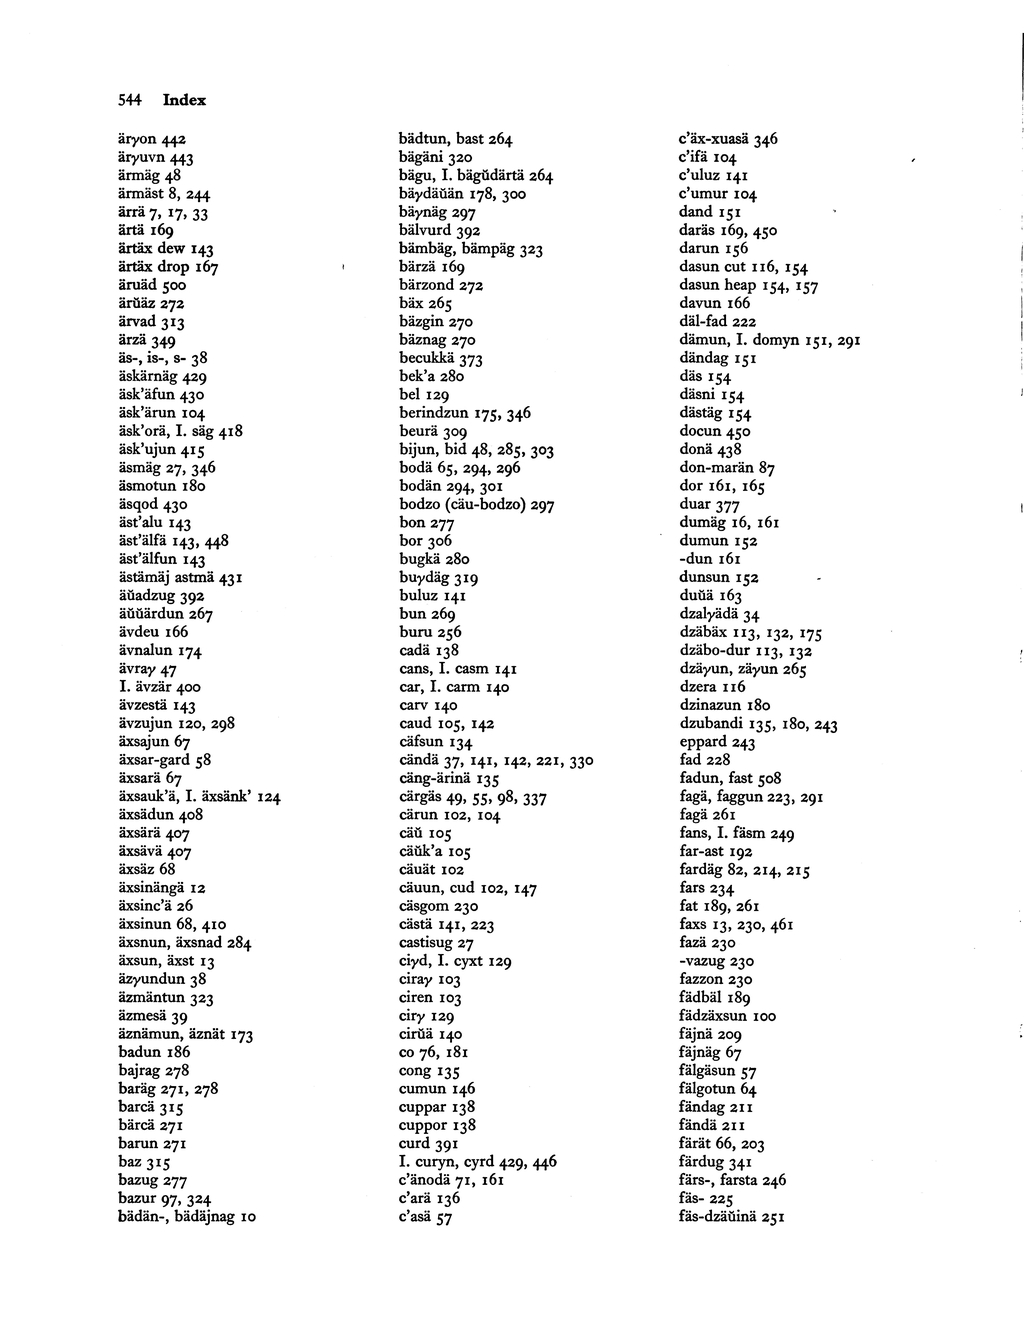 544 Index
äryon 442
äryuvn 443
ärmäg 48
ärmäst 8, 244
ärrä 7, 17, 33
ärtä 169
ärtäx dew 143
ärtäx drop 167
äruäd 500
ärŭäz 272
ärvad 313
ärzä 349
äs-, is-, s- 38
äskärnäg 429
äsk'äfun 430
äsk'ärun 104
äsk'orä, I. säg 418
äsk'ujun 415
äsmäg 27, 346
äsmotun 180
äsqod 430
äst'alu 143
äst'älfä 143, 448
äst'älfun 143
ästämäj astmä 431
äŭadzug 392
äŭŭärdun 267
ävdeu 166
ävnalun 174
ävraγ 47
I. ävzär 400
ävzestä 143
ävzujun 120, 298
äxsajun 67
äxsar-gard 58
äxsarä 67
äxsauk'ä, I. äxsänk' 124
äxsädun 408
äxsärä 407
äxsävä 407
äxsäz 68
äxsinängä 12
äxsinc'ä 26
äxsinun 68, 410
äxsnun, äxsnad 284
äxsun, äxst 13
äzγundun 38
äzmäntun 323
äzmesä 39
äznämun, äznät 173
badun 186
bajrag 278
baräg 271, 278
barcä 315
bärcä 271
barun 271
baz 315
bazug 277
bazur 97, 324
bädän-, bädäjnag 10
bädtun, bast 264
bägäni 320
bägu, I. bägŭdärtä 264
bäγdäŭän 178, 300
bäγnäg 297
bälvurd 392
bämbäg, bämpäg 323
bärzä 169
bärzond 272
bäx 265
bäzgin 270
bäznag 270
becukkä 373
bek'a 280
bel 129
berindzun 175, 346
beurä 309
bijun, bid 48, 285, 303
bodä 65, 294, 296
bodän 294, 301
bodzo (cäu-bodzo) 297
bon 277
bor 306
bugkä 280
buγdäg 319
buluz 141
bun 269
buru 256
cadä 138
cans, I. casm 141
car, I. carm 140
carv 140
caud 105, 142
cäfsun 134
cändä 37, 141, 142, 221, 330
cäng-ärinä 135
cärgäs 49, 55, 98, 337
cärun 102, 104
cäŭ 105
cäŭk'a 105
cäuät 102
cäuun, cud 102, 147
cäsgom 230
cästä 141, 223
castisug 27
ciyd, I. cyxt 129
ciraγ 103
ciren 103
cirγ 129
cirŭä 140
co 76, 181
cong 135
cumun 146
cuppar 138
cuppor 138
curd 391
I. curyn, cyrd 429, 446
c'änodä 71, 161
c'arä 136
c'asä 57
c'äx-xuasä 346
c'ifä 104
c'uluz 141
c'umur 104
dand 151
daräs 169, 450
darun 156
dasun cut 116, 154
dasun heap 154, 157
davun 166
däl-fad 222
dämun, I. domyn 151, 291
dändag 151
däs 154
däsni 154
dästäg 154
docun 450
donä 438
don-marän 87
dor 161, 165
duar 377
dumäg 16, 161
dumun 152
-dun 161
dunsun 152
duŭä 163
dzalγädä 34
dzäbäx 113, 132, 175
dzäbo-dur 113, 132
dzäγun, zäγun 265
dzera 116
dzinazun 180
dzubandi 135, 180, 243
eppard 243
fad 228
fadun, fast 508
fagä, faggun 223, 291
fagä 261
fans, I. fäsm 249
far-ast 192
fardäg 82, 214, 215
fars 234
fat 189, 261
faxs 13, 230, 461
fazä 230
-vazug 230
fazzon 230
fädbäl 189
fädzäxsun 100
fäjnä 209
fäjnäg 67
fälgäsun 57
fälgotun 64
fändag 211
fändä 211
färät 66, 203
färdug 341
färs-, farsta 246
fäs- 225
fäs-dzäŭinä 251